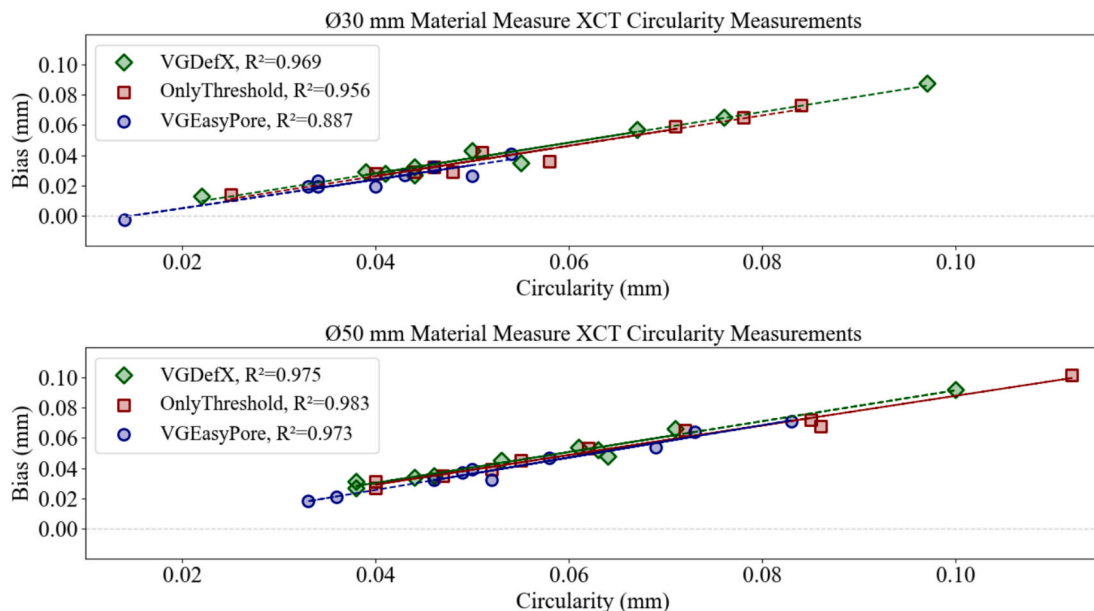 Ø30 mm Material Measure XCT Circularity Measurements
VGDefX, R²=0.969
OnlyThreshold, R²=0.956
VGEasyPore, R²=0.887
0.10
0.08
0.06
0.04
0.02
0.00
Bias (mm)
0.02 0.04 0.06 0.08 0.10
Circularity (mm)
Ø50 mm Material Measure XCT Circularity Measurements
VGDefX, R²=0.975
OnlyThreshold, R²=0.983
VGEasyPore, R²=0.973
0.10
0.08
0.06
0.04
0.02
0.00
Bias (mm)
0.02 0.04 0.06 0.08 0.10
Circularity (mm)